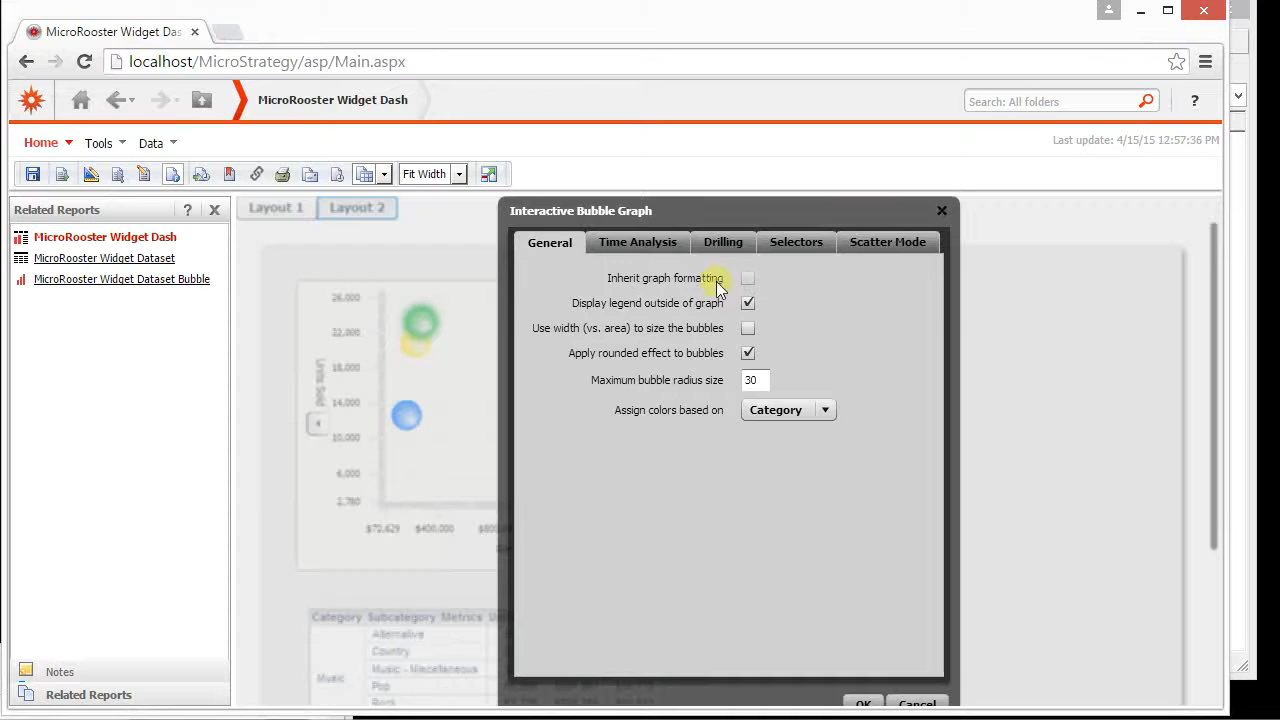 MicroRooster Widget Das
localhost/MicroStrategy/asp/Main.aspx
MicroRooster Widget Dash
Search: All folders
?
Home Tools Data
Last update: 4/15/15 12:57:36 PM
Fit Width
Related Reports ?
MicroRooster Widget Dash
MicroRooster Widget Dataset
MicroRooster Widget Dataset Bubble
Notes
Related Reports
Layout 1 Layout 2
26,000
22,000
18,000
14,000
10,000
6,000
2,780
Units Sold
$72,629 $400,000
Category Subcategory Metrics
Music
Alternative
Country
Music - Miscellaneous
Pop
Rock
Interactive Bubble Graph
General Time Analysis Drilling Selectors Scatter Mode
Inherit graph formatting
Display legend outside of graph
Use width (vs. area) to size the bubbles
Apply rounded effect to bubbles
Maximum bubble radius size 30
Assign colors based on Category
OK Cancel